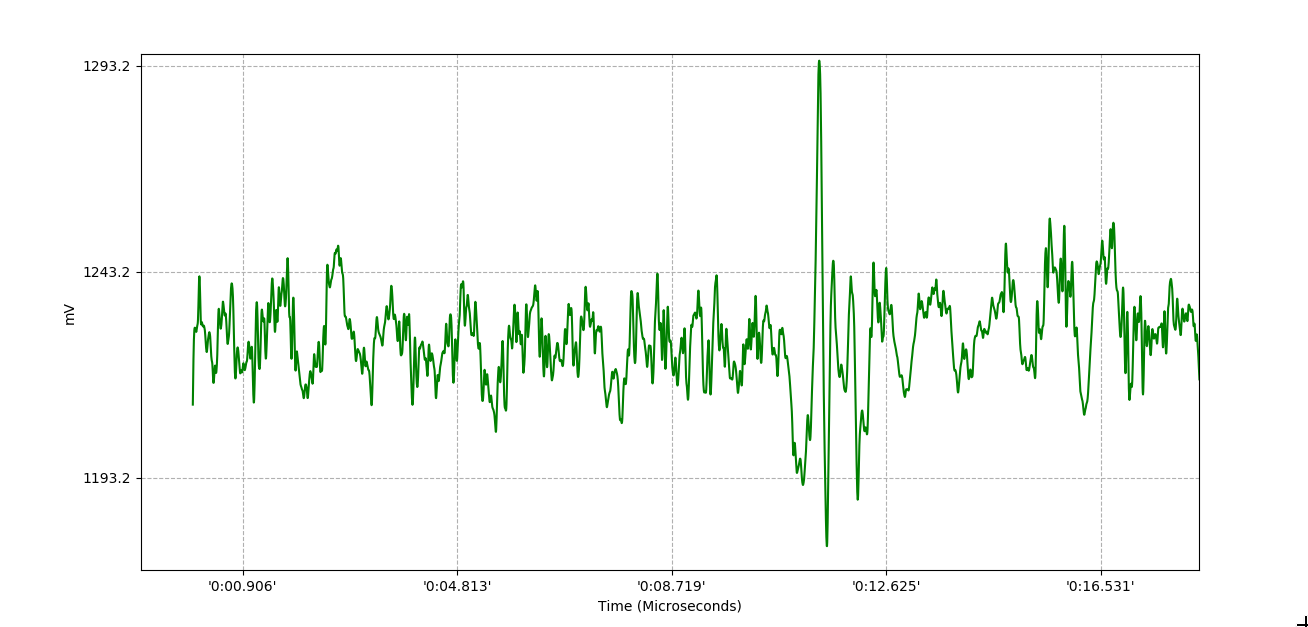 1293.2
1243.2
mV
1193.2
'0:00.906' '0:04.813' '0:08.719' '0:12.625' '0:16.531'
Time (Microseconds)